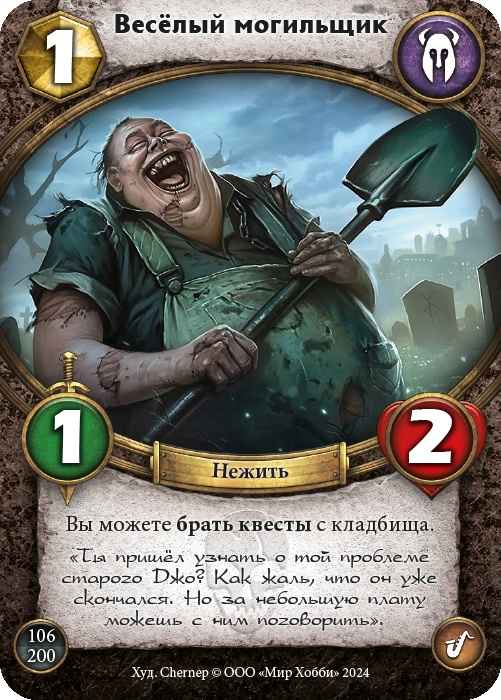 1
Весёлый могильщик
1
2
Нежить
Вы можете брать квесты с кладбища.
«Ты пришёл узнать о той проблеме
старого Джо? Как жаль, что он уже
скончался. Но за небольшую плату
можешь с ним поговорить».
106
200
Худ. Chernep © ООО «Мир Хобби» 2024